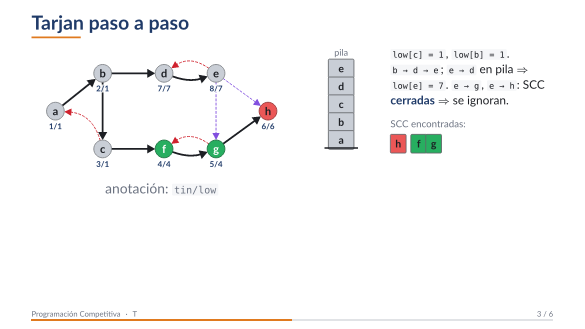 Tarjan paso a paso
b
2/1
d
7/7
e
8/7
a
1/1
h
6/6
c
3/1
f
4/4
g
5/4
anotación: tin/low
pila
e
d
c
b
a
low[c] = 1, low[b] = 1.
b → d → e; e → d en pila ⇒
low[e] = 7. e → g, e → h: SCC
cerradas ⇒ se ignoran.
SCC encontradas:
h f g
Programación Competitiva · T
3 / 6